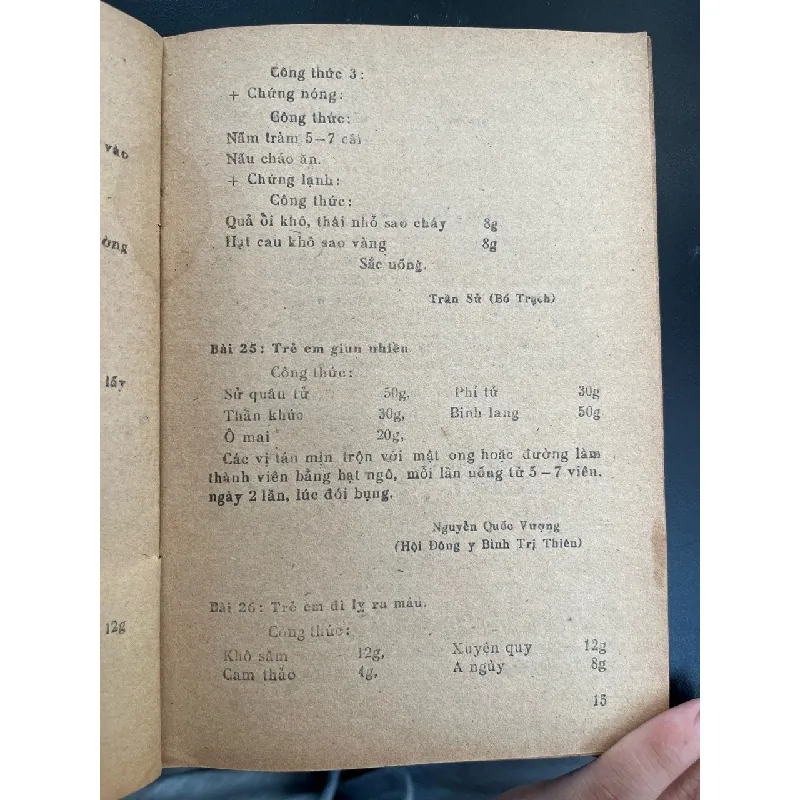 Công thức 3:
+ Chứng nóng:
Công thức:
Nấm tràm 5-7 cái
Nấu cháo ăn.
+ Chứng lạnh:
Công thức:
Quả ổi khô, thái nhỏ sao cháy 8g
Hạt cau khô sao vàng 8g
Sắc uống.
Trần Sử (Bố Trạch)
Bài 25: Trẻ em giun nhiều
Công thức:
Sử quân tử 50g, Phỉ tử 30g
Thần khúc 30g, Binh lang 50g
Ô mai 20g,
Các vị tán mịn trộn với mật ong hoặc đường làm
thành viên bằng hạt ngô, mỗi lần uống từ 5-7 viên,
ngày 2 lần, lúc đói bụng.
Nguyễn Quốc Vượng
(Hội Đông y Bình Trị Thiên)
Bài 26: Trẻ em đi lỵ ra máu.
Công thức:
Khổ sâm 12g, Xuyên quy 12g
Cam thảo 4g, A ngùy 8g
15
vào
ờng
lấy
12g